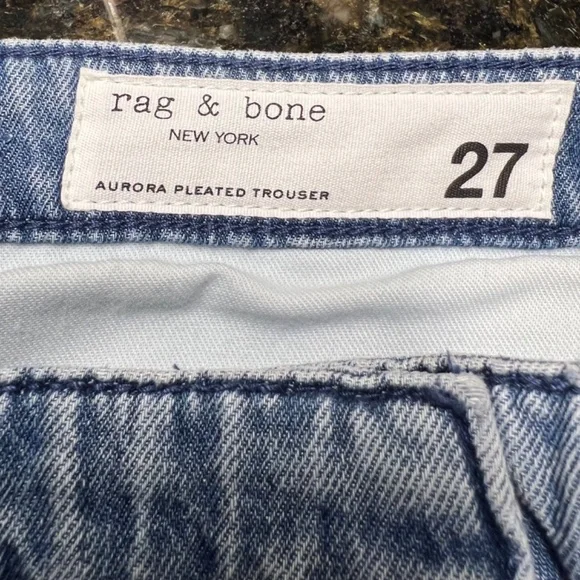 rag & bone
NEW YORK
AURORA PLEATED TROUSER
27